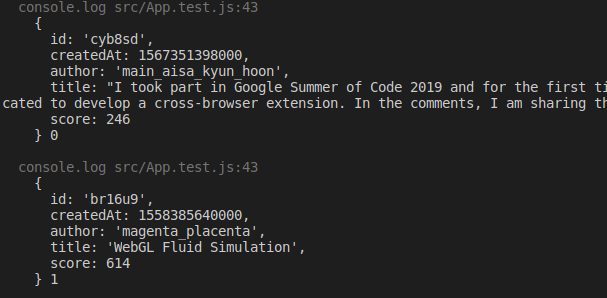 console.log src/App.test.js:43
{
id: 'cyb8sd',
createdAt: 1567351398000,
author: 'main_aisa_kyun_hoon',
title: "I took part in Google Summer of Code 2019 and for the first ti
cated to develop a cross-browser extension. In the comments, I am sharing th
score: 246
} 0
console.log src/App.test.js:43
{
id: 'br16u9',
createdAt: 1558385640000,
author: 'magenta_placenta',
title: 'WebGL Fluid Simulation',
score: 614
} 1